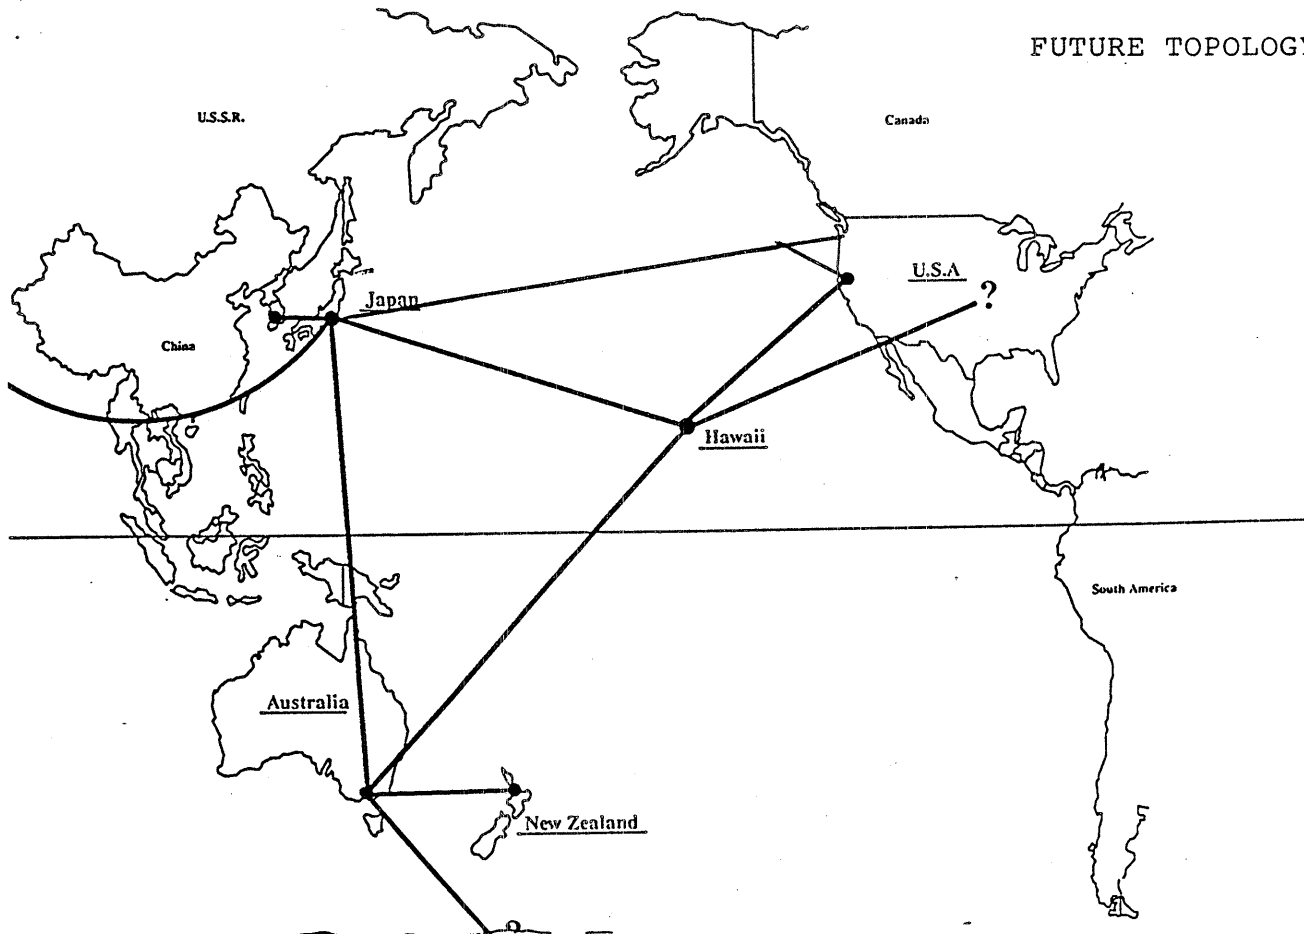 FUTURE TOPOLOGY
U.S.S.R.
Canada
U.S.A
?
Japan
China
Hawaii
South America
Australia
New Zealand
?